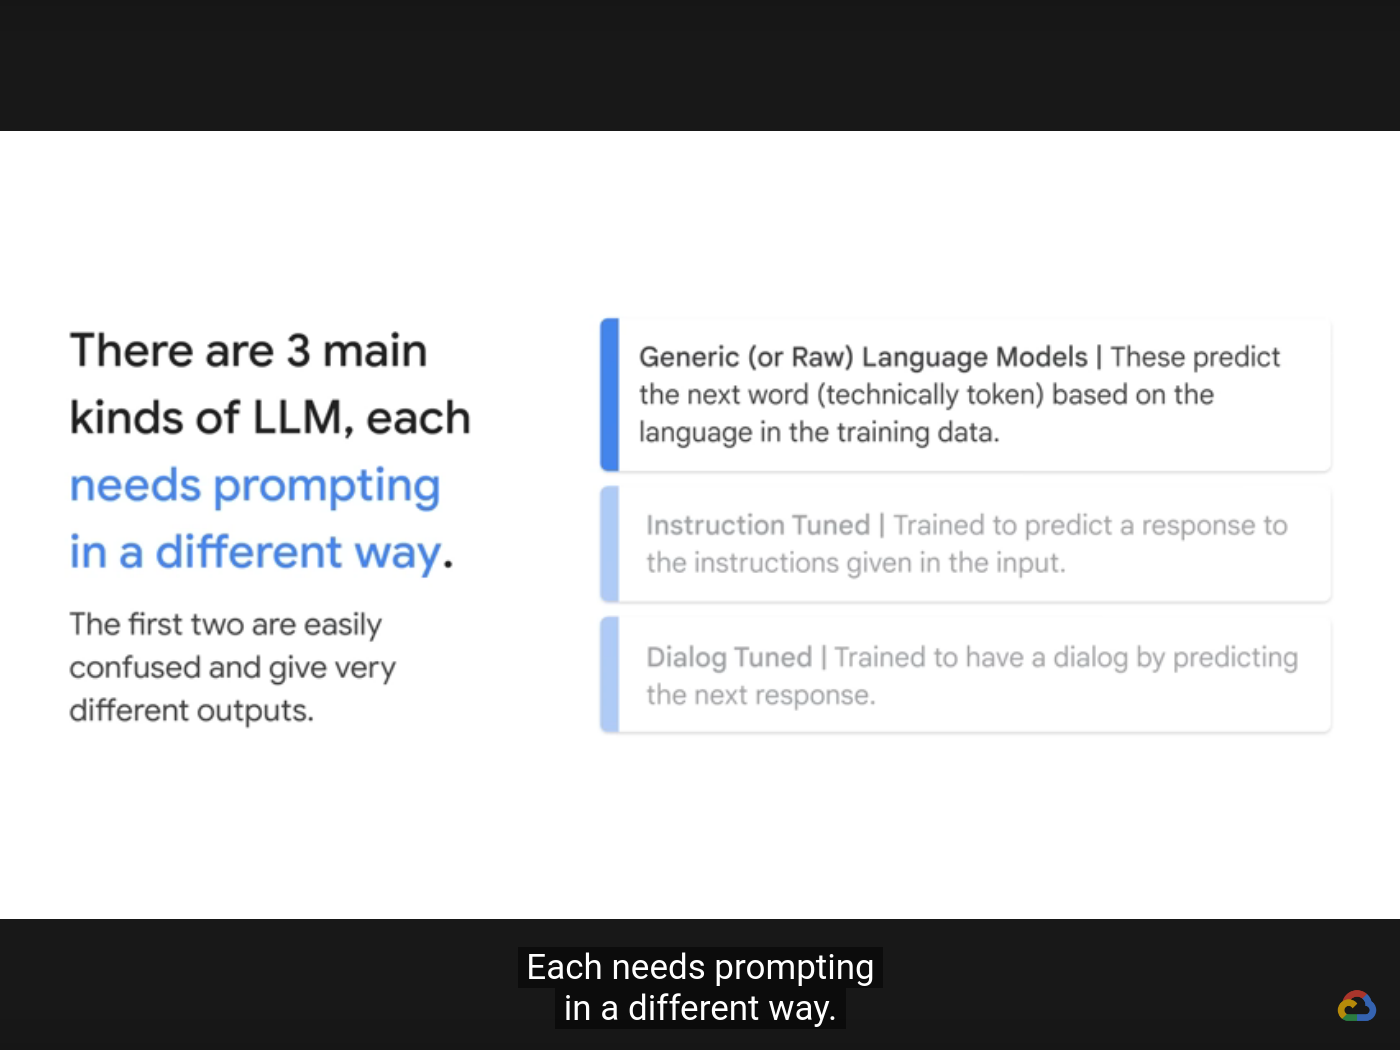 There are 3 main
kinds of LLM, each
needs prompting
in a different way.
The first two are easily
confused and give very
different outputs.
Generic (or Raw) Language Models | These predict
the next word (technically token) based on the
language in the training data.
Instruction Tuned | Trained to predict a response to
the instructions given in the input.
Dialog Tuned | Trained to have a dialog by predicting
the next response.
Each needs prompting
in a different way.